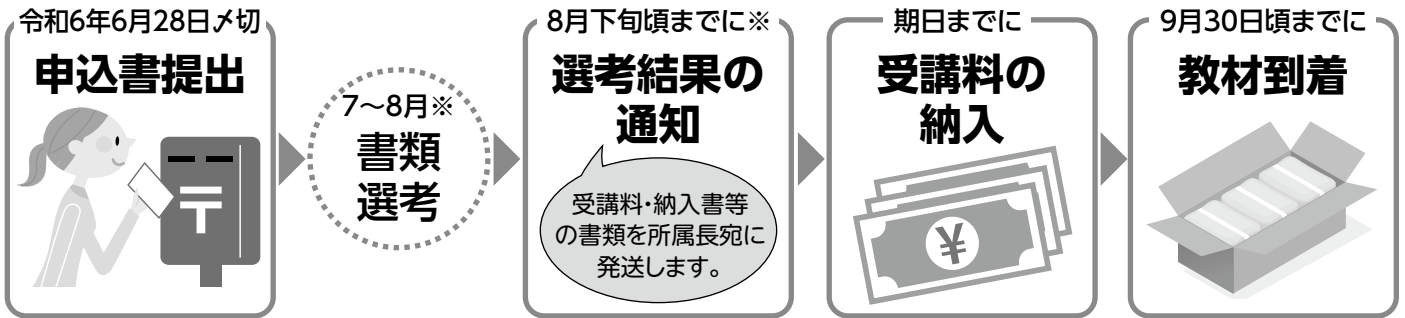 令和6年6月28日〆切
申込書提出
7～8月※
書類
選考
8月下旬頃までに※
選考結果の
通知
受講料・納入書等
の書類を所属長宛に
発送します。
期日までに
受講料の
納入
¥
9月30日頃までに
教材到着